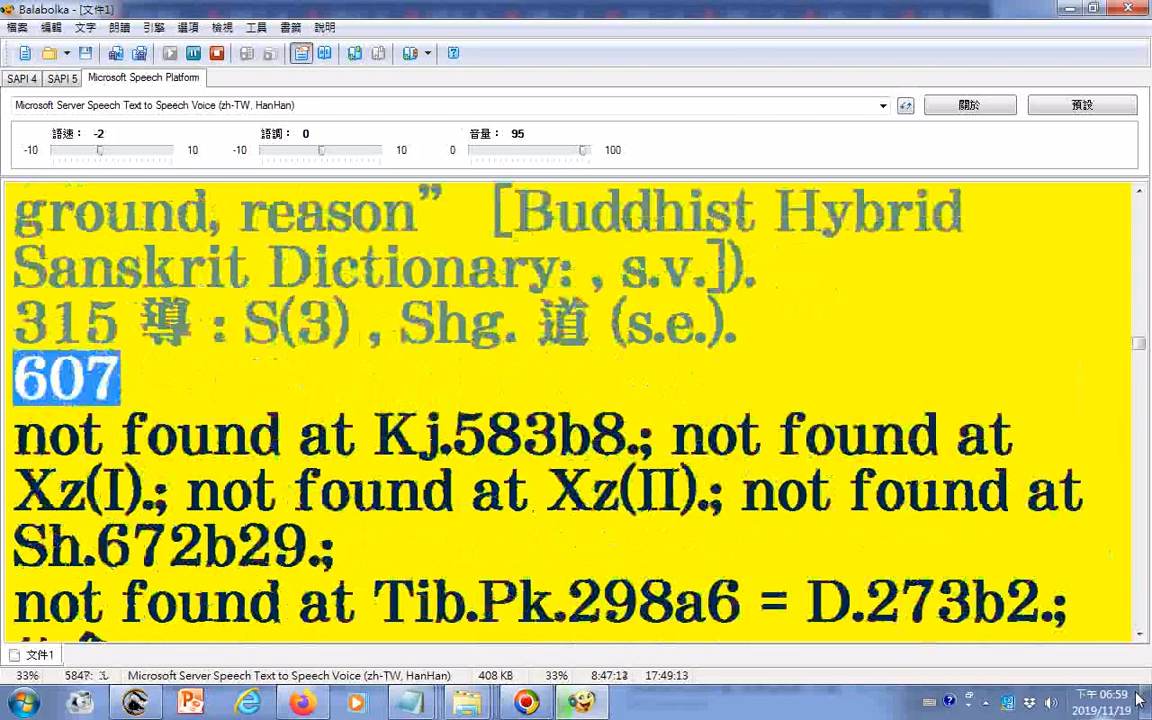 Balabolka - [文件1]
檔案 編輯 文字 朗讀 引擎 選項 檢視 工具 書籤 說明
SAPI 4 SAPI 5 Microsoft Speech Platform
Microsoft Server Speech Text to Speech Voice (zh-TW, HanHan) 關於 預設
語速： -2 語調： 0 音量： 95
-10 10 -10 10 0 100
ground, reason” [Buddhist Hybrid
Sanskrit Dictionary: , s.v.]).
315 導 : S(3) , Shg. 道 (s.e.).
607
not found at Kj.583b8.; not found at
Xz(I).; not found at Xz(II).; not found at
Sh.672b29.;
not found at Tib.Pk.298a6 = D.273b2.;
文件1
33% 5847: Microsoft Server Speech Text to Speech Voice (zh-TW, HanHan) 408 KB 33% 8:47:13 17:49:13
下午 06:59
2019/11/19